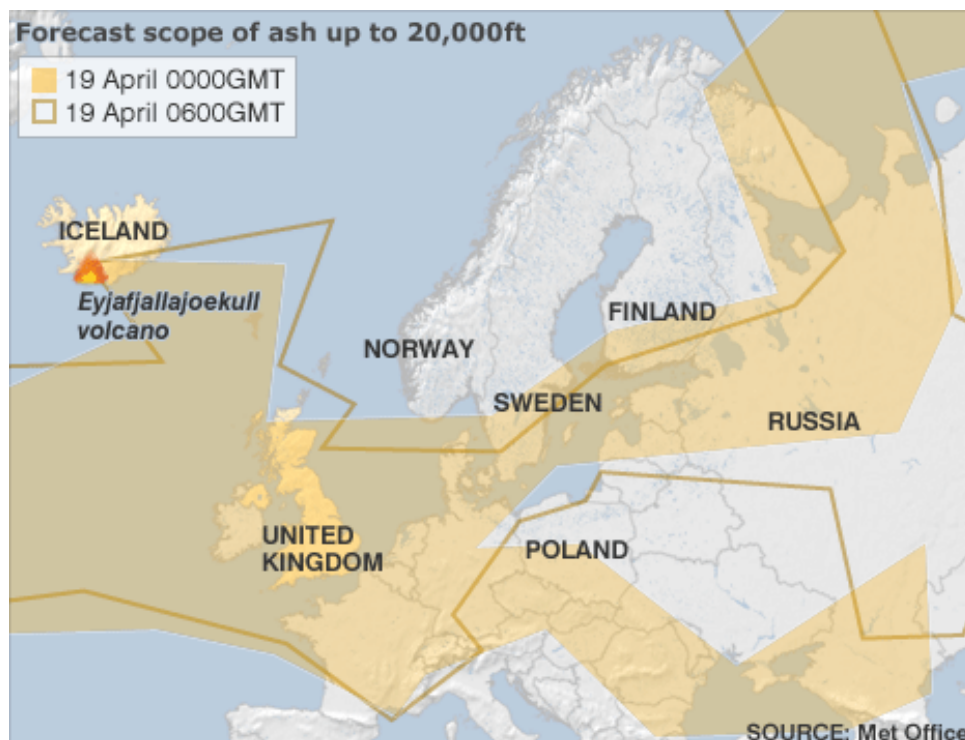 Forecast scope of ash up to 20,000ft
19 April 0000GMT
19 April 0600GMT
ICELAND
Eyjafjallajoekull
volcano
NORWAY
FINLAND
SWEDEN
RUSSIA
UNITED
KINGDOM
POLAND
SOURCE: Met Office